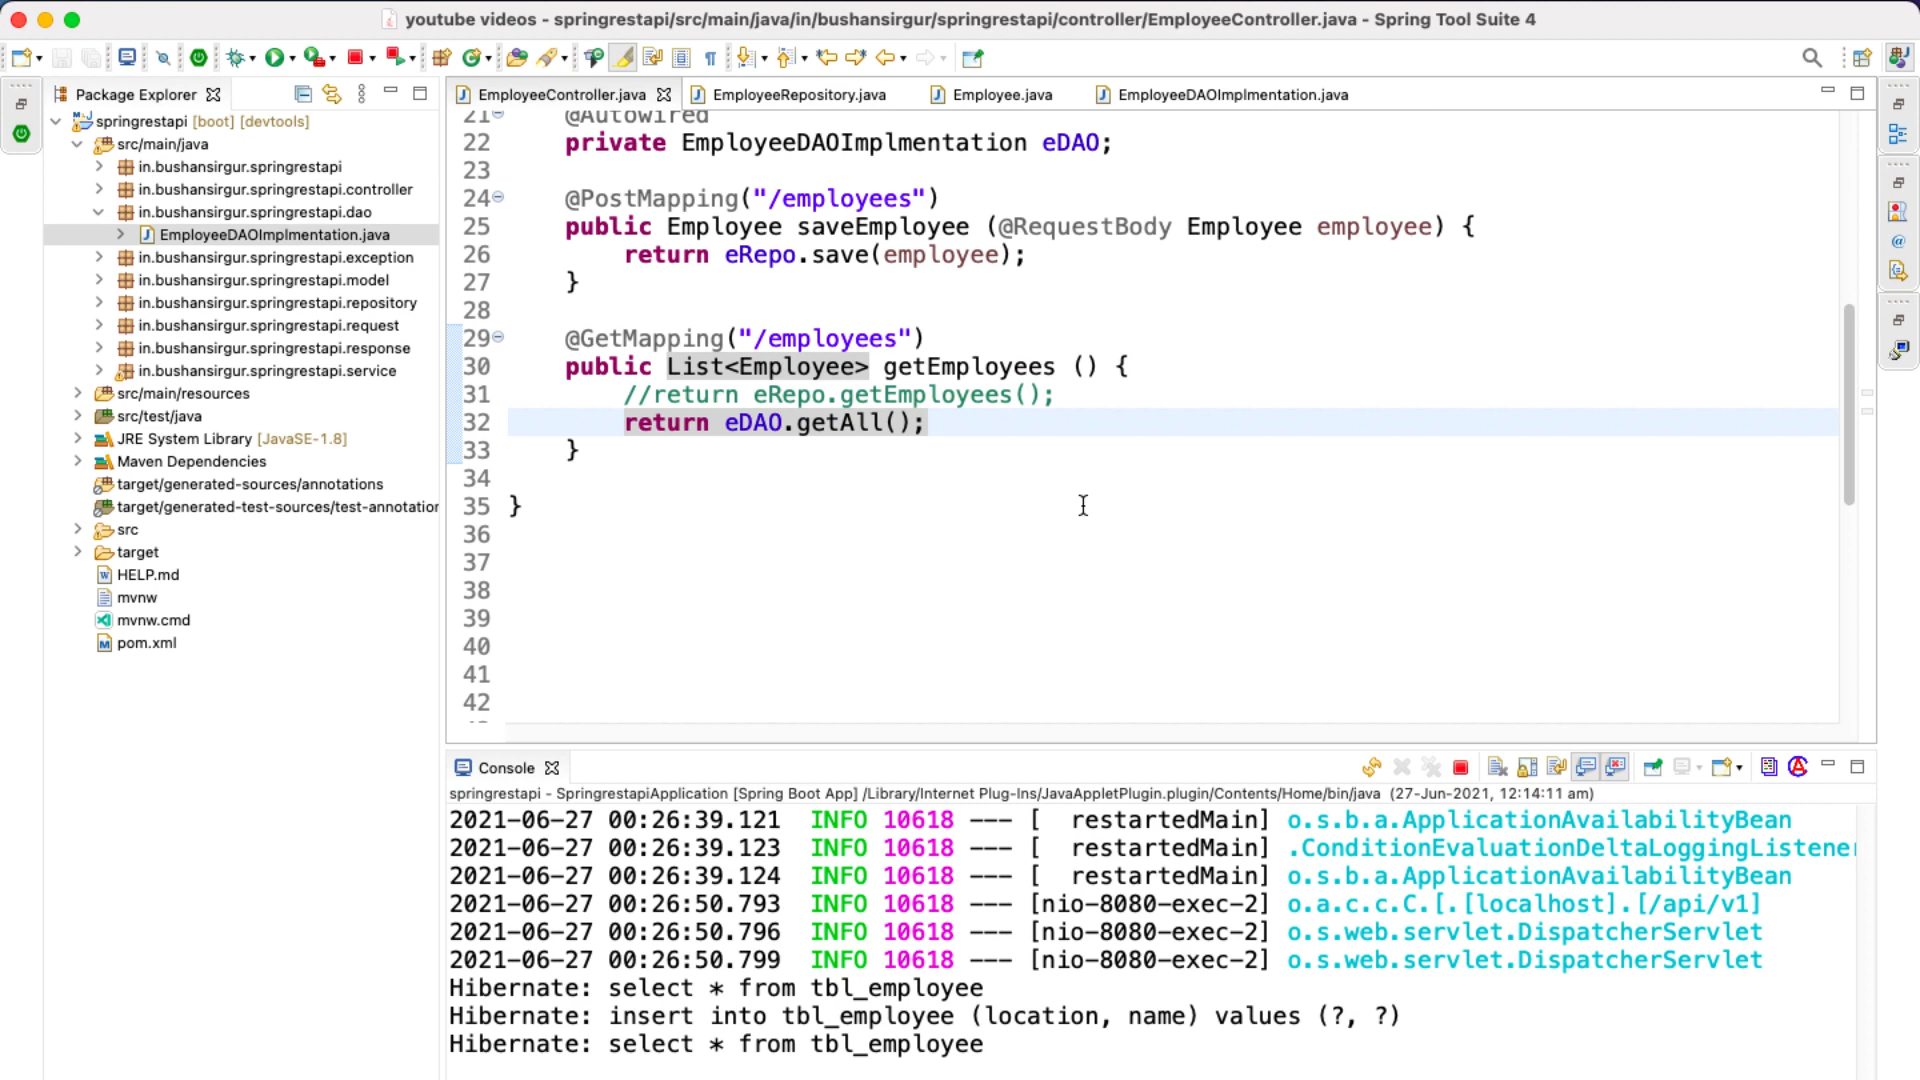 youtube videos - springrestapi/src/main/java/in/bushansirgur/springrestapi/controller/EmployeeController.java - Spring Tool Suite 4
Package Explorer
springrestapi [boot] [devtools]
src/main/java
in.bushansirgur.springrestapi
in.bushansirgur.springrestapi.controller
in.bushansirgur.springrestapi.dao
EmployeeDAOImplmentation.java
in.bushansirgur.springrestapi.exception
in.bushansirgur.springrestapi.model
in.bushansirgur.springrestapi.repository
in.bushansirgur.springrestapi.request
in.bushansirgur.springrestapi.response
in.bushansirgur.springrestapi.service
src/main/resources
src/test/java
JRE System Library [JavaSE-1.8]
Maven Dependencies
target/generated-sources/annotations
target/generated-test-sources/test-annotation
src
target
HELP.md
mvnw
mvnw.cmd
pom.xml
EmployeeController.java EmployeeRepository.java Employee.java EmployeeDAOImplmentation.java
21 @Autowired
22 private EmployeeDAOImplmentation eDAO;
23
24 @PostMapping("/employees")
25 public Employee saveEmployee (@RequestBody Employee employee) {
26 return eRepo.save(employee);
27 }
28
29 @GetMapping("/employees")
30 public List<Employee> getEmployees () {
31 //return eRepo.getEmployees();
32 return eDAO.getAll();
33 }
34
35 }
36
37
38
39
40
41
42
Console
springrestapi - SpringrestapiApplication [Spring Boot App] /Library/Internet Plug-Ins/JavaAppletPlugin.plugin/Contents/Home/bin/java (27-Jun-2021, 12:14:11 am)
2021-06-27 00:26:39.121 INFO 10618 --- [ restartedMain] o.s.b.a.ApplicationAvailabilityBean
2021-06-27 00:26:39.123 INFO 10618 --- [ restartedMain] .ConditionEvaluationDeltaLoggingListener
2021-06-27 00:26:39.124 INFO 10618 --- [ restartedMain] o.s.b.a.ApplicationAvailabilityBean
2021-06-27 00:26:50.793 INFO 10618 --- [nio-8080-exec-2] o.a.c.c.C.[.[localhost].[/api/v1]
2021-06-27 00:26:50.796 INFO 10618 --- [nio-8080-exec-2] o.s.web.servlet.DispatcherServlet
2021-06-27 00:26:50.799 INFO 10618 --- [nio-8080-exec-2] o.s.web.servlet.DispatcherServlet
Hibernate: select * from tbl_employee
Hibernate: insert into tbl_employee (location, name) values (?, ?)
Hibernate: select * from tbl_employee